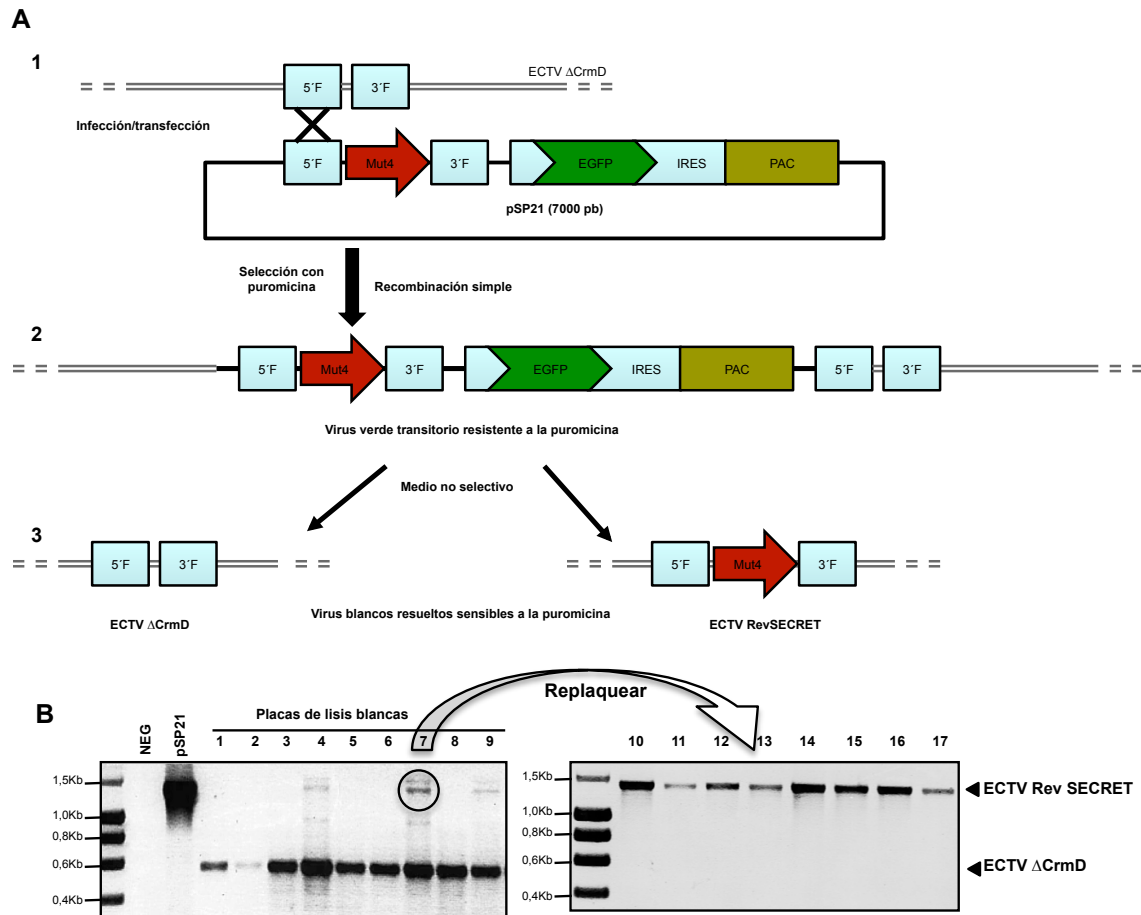 A
1
ECTV ΔCrmD
5´F
3´F
Infección/transfección
5´F
Mut4
3´F
EGFP
IRES
PAC
pSP21 (7000 pb)
Selección con
puromicina
Recombinación simple
2
5´F
Mut4
3´F
EGFP
IRES
PAC
5´F
3´F
Virus verde transitorio resistente a la puromicina
Medio no selectivo
3
5´F
3´F
5´F
Mut4
3´F
Virus blancos resueltos sensibles a la puromicina
ECTV ΔCrmD
ECTV RevSECRET
Replaquear
B
NEG
pSP21
Placas de lisis blancas
1 2 3 4 5 6 7 8 9
10 11 12 13 14 15 16 17
1,5Kb
1,0Kb
0,8Kb
0,6Kb
0,4Kb
1,5Kb
1,0Kb
0,8Kb
0,6Kb
0,4Kb
ECTV Rev SECRET
ECTV ΔCrmD